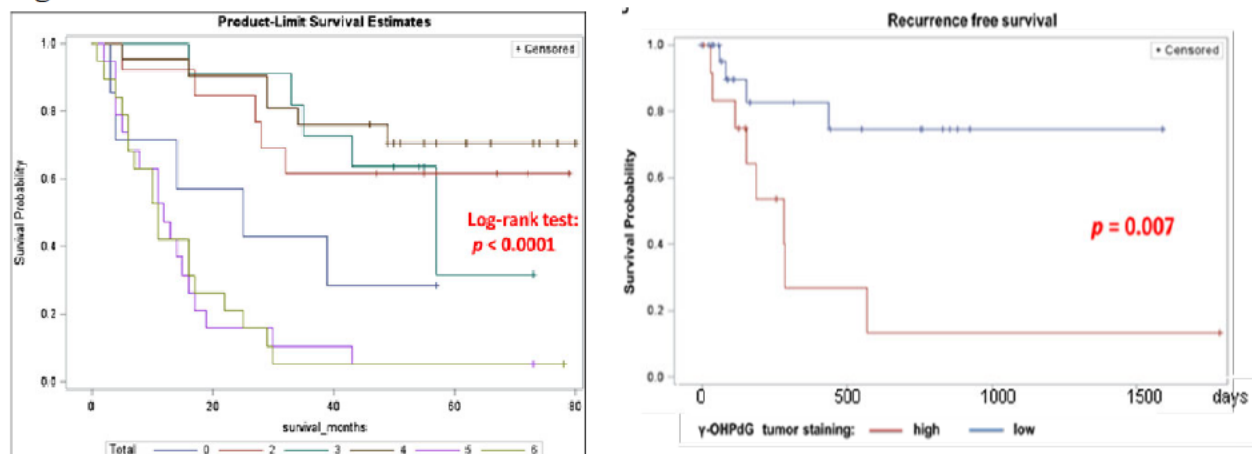 Product-Limit Survival Estimates
+ Censored
1.0
0.8
0.6
0.4
0.2
0.0
Survival Probability
Log-rank test:
p < 0.0001
0 20 40 60 80
survival_months
Total 0 2 3 4 5 6
Recurrence free survival
+ Censored
1.0
0.8
0.6
0.4
0.2
0.0
Survival Probability
p = 0.007
0 500 1000 1500 days
γ-OHPdG tumor staining: high low